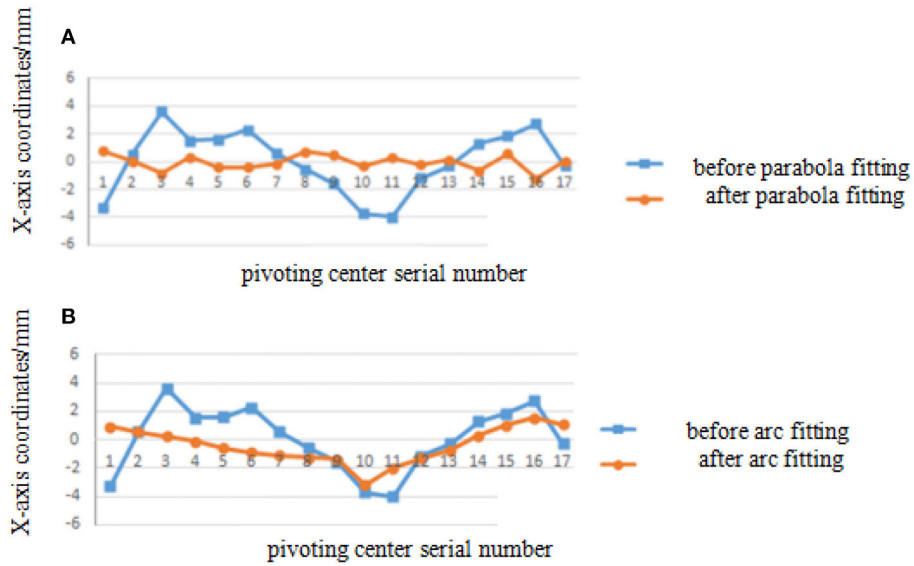 A
X-axis coordinates/mm
6
4
2
0
-2
-4
-6
1 2 3 4 5 6 7 8 9 10 11 12 13 14 15 16 17
before parabola fitting
after parabola fitting
pivoting center serial number
B
X-axis coordinates/mm
6
4
2
0
-2
-4
-6
1 2 3 4 5 6 7 8 9 10 11 12 13 14 15 16 17
before arc fitting
after arc fitting
pivoting center serial number